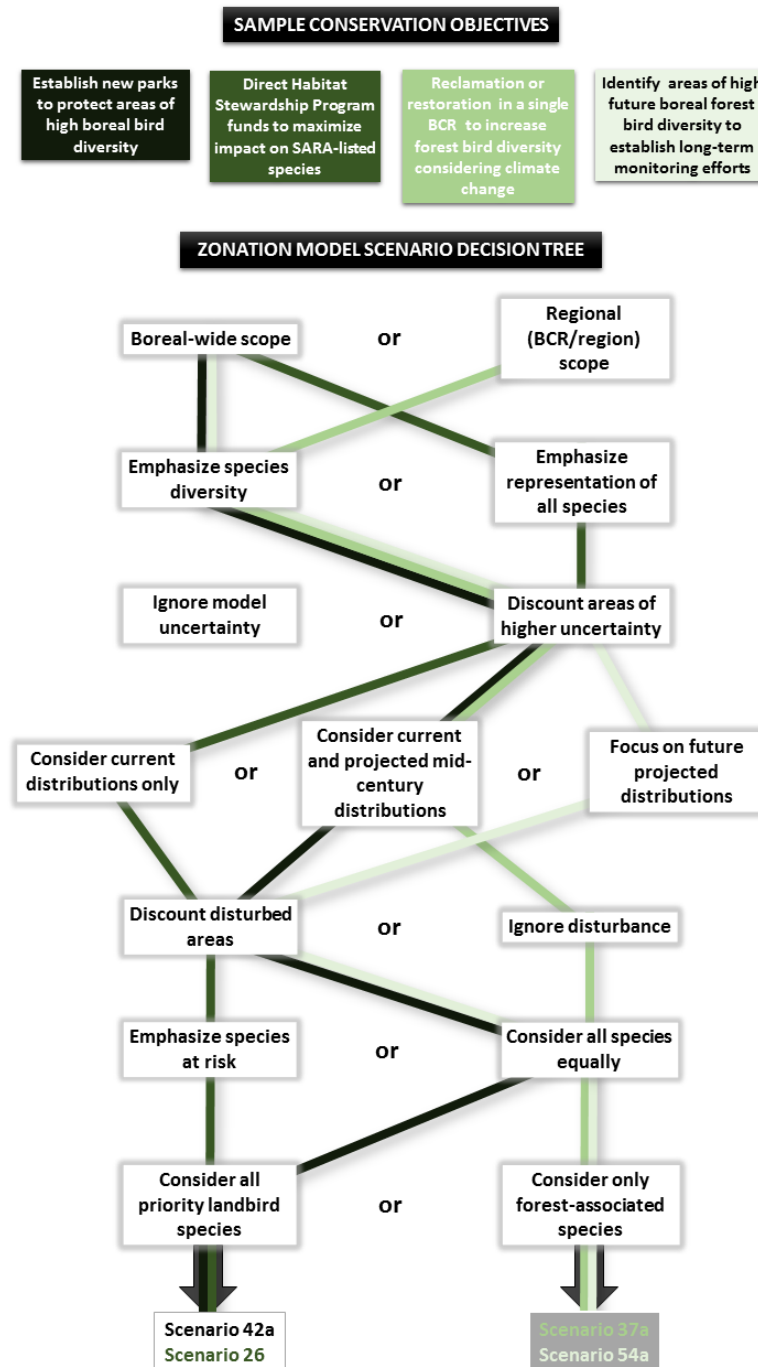 SAMPLE CONSERVATION OBJECTIVES
Establish new parks
to protect areas of
high boreal bird
diversity
Direct Habitat
Stewardship Program
funds to maximize
impact on SARA-listed
species
Reclamation or
restoration in a single
BCR to increase
forest bird diversity
considering climate
change
Identify areas of high
future boreal forest
bird diversity to
establish long-term
monitoring efforts
ZONATION MODEL SCENARIO DECISION TREE
Boreal-wide scope
or
Regional
(BCR/region)
scope
Emphasize species
diversity
or
Emphasize
representation of
all species
Ignore model
uncertainty
or
Discount areas of
higher uncertainty
Consider current
distributions only
or
Consider current
and projected mid-
century
distributions
or
Focus on future
projected
distributions
Discount disturbed
areas
or
Ignore disturbance
Emphasize species
at risk
or
Consider all species
equally
Consider all
priority landbird
species
or
Consider only
forest-associated
species
Scenario 42a
Scenario 26
Scenario 37a
Scenario 54a